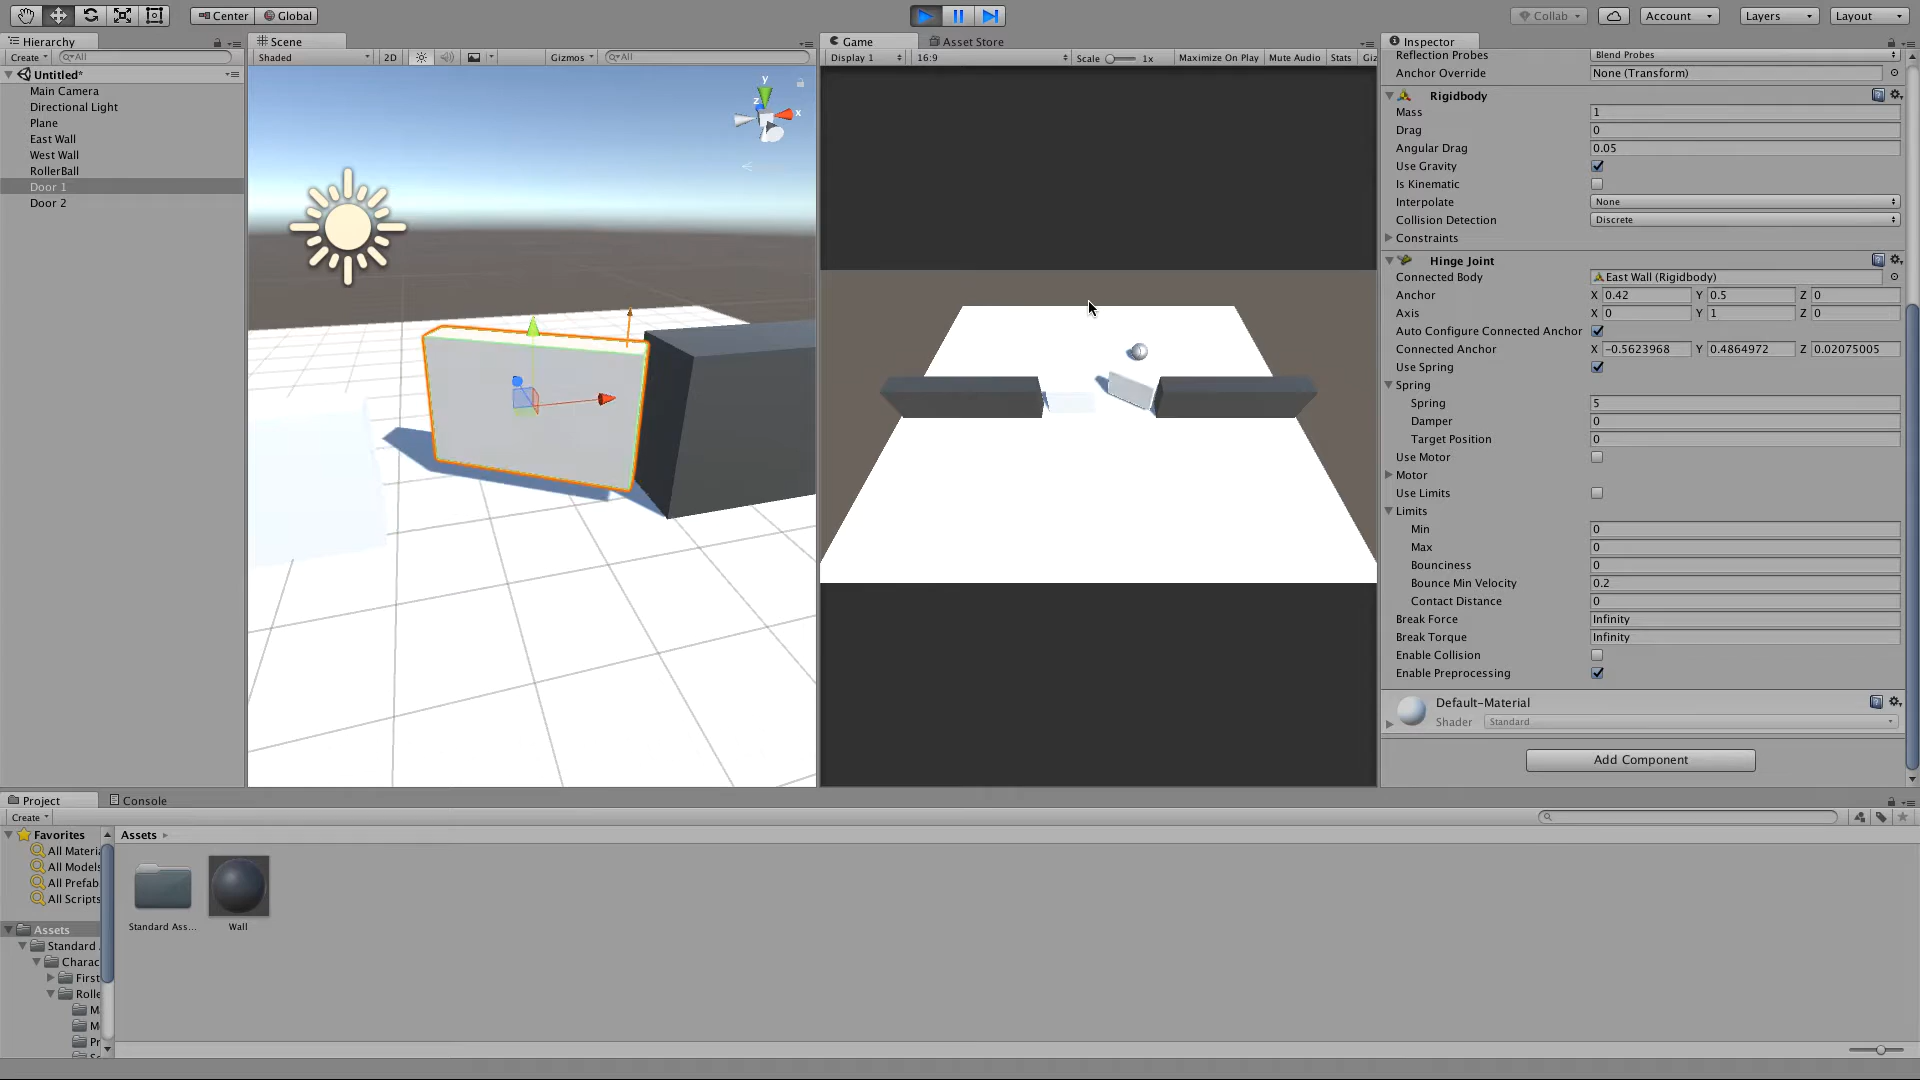 Center Global
Collab Account Layers Layout
Hierarchy
Create All
Untitled*
Main Camera
Directional Light
Plane
East Wall
West Wall
RollerBall
Door 1
Door 2
Scene
Shaded 2D Gizmos All
y
z
x
Game Asset Store
Display 1 16:9 Scale 1x Maximize On Play Mute Audio Stats Giz
Inspector
Reflection Probes Blend Probes
Anchor Override None (Transform)
Rigidbody
Mass 1
Drag 0
Angular Drag 0.05
Use Gravity
Is Kinematic
Interpolate None
Collision Detection Discrete
Constraints
Hinge Joint
Connected Body East Wall (Rigidbody)
Anchor X 0.42 Y 0.5 Z 0
Axis X 0 Y 1 Z 0
Auto Configure Connected Anchor
Connected Anchor X -0.5623968 Y 0.4864972 Z 0.02075005
Use Spring
Spring
Spring 5
Damper 0
Target Position 0
Use Motor
Motor
Use Limits
Limits
Min 0
Max 0
Bounciness 0
Bounce Min Velocity 0.2
Contact Distance 0
Break Force Infinity
Break Torque Infinity
Enable Collision
Enable Preprocessing
Default-Material
Shader Standard
Add Component
Project Console
Create
Favorites
All Materi
All Models
All Prefab
All Scripts
Assets
Standard
Charac
First
Rolle
M
M
Pr
Assets
Standard Ass...
Wall